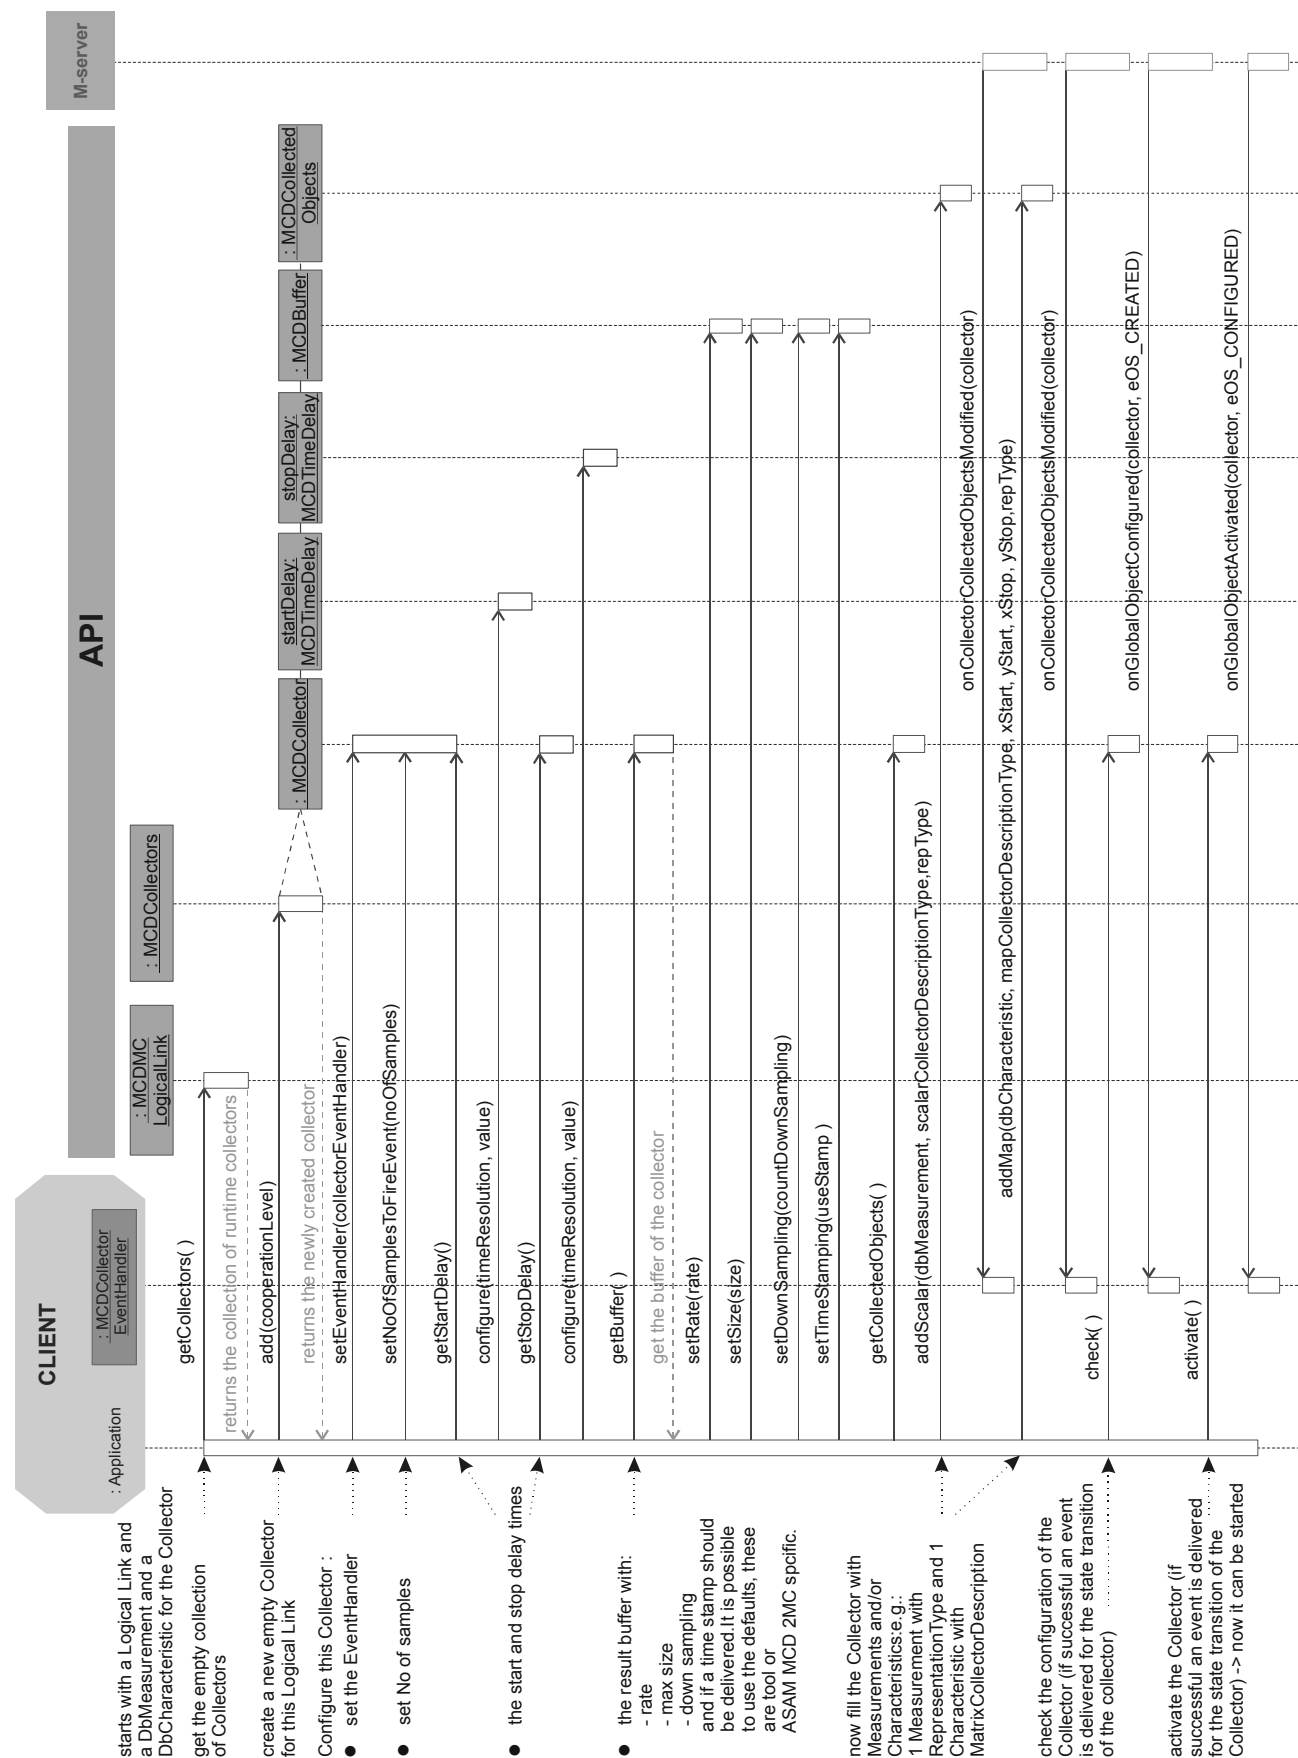 CLIENT
API
M-server
: Application
: MCDCollector
EventHandler
: MCDMC
LogicalLink
: MCDCollectors
: MCDCollector
startDelay:
MCDTimeDelay
stopDelay:
MCDTimeDelay
: MCDBuffer
: MCDCollected
Objects
starts with a Logical Link and
a DbMeasurement and a
DbCharacteristic for the Collector
get the empty collection
of Collectors
getCollectors( )
returns the collection of runtime collectors
create a new empty Collector
for this Logical Link
add(cooperationLevel)
returns the newly created collector
Configure this Collector :
● set the EventHandler
setEventHandler(collectorEventHandler)
● set No of samples
setNoOfSamplesToFireEvent(noOfSamples)
● the start and stop delay times
getStartDelay()
configure(timeResolution, value)
getStopDelay()
configure(timeResolution, value)
● the result buffer with:
- rate
- max size
- down sampling
and if a time stamp should
be delivered.It is possible
to use the defaults, these
are tool or
ASAM MCD 2MC spcific.
getBuffer( )
get the buffer of the collector
setRate(rate)
setSize(size)
setDownSampling(countDownSampling)
setTimeStamping(useStamp )
now fill the Collector with
Measurements and/or
Characteristics:e.g.:
1 Measurement with
RepresentationType and 1
Characteristic with
MatrixCollectorDescription
getCollectedObjects( )
addScalar(dbMeasurement, scalarCollectorDescriptionType,repType)
onCollectorCollectedObjectsModified(collector)
addMap(dbCharacteristic, mapCollectorDescriptionType, xStart, yStart, xStop, yStop,repType)
onCollectorCollectedObjectsModified(collector)
check the configuration of the
Collector (if successful an event
is delivered for the state transition
of the collector)
check( )
onGlobalObjectConfigured(collector, eOS_CREATED)
activate the Collector (if
successful an event is delivered
for the state transition of the
Collector) -> now it can be started
activate( )
onGlobalObjectActivated(collector, eOS_CONFIGURED)